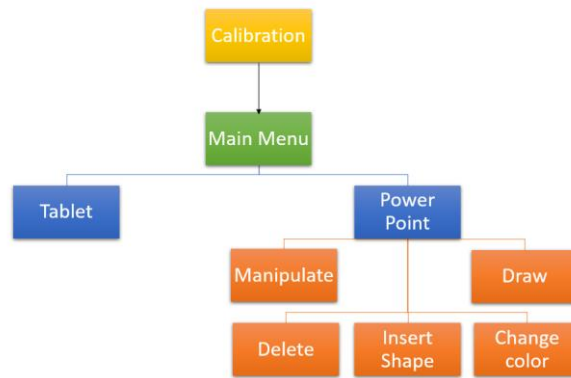 Calibration
Main Menu
Tablet
Power
Point
Manipulate
Draw
Delete
Insert
Shape
Change
color